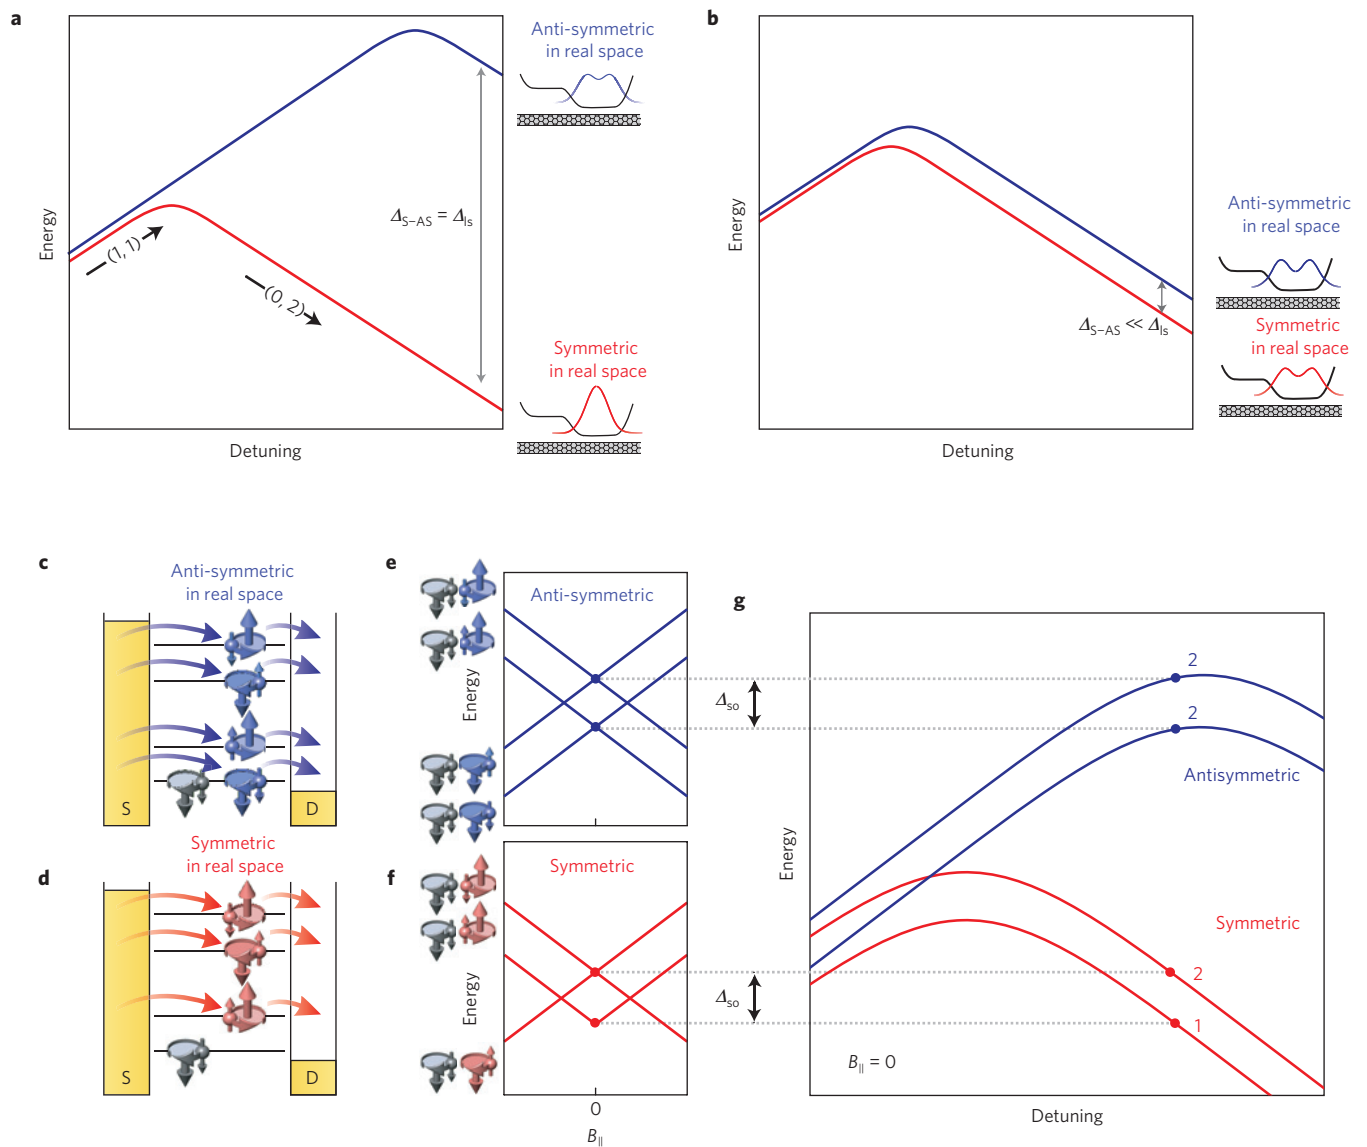 a
Anti-symmetric
in real space
Energy
(1, 1)
(0, 2)
Δ_S–AS = Δ_ls
Symmetric
in real space
Detuning
b
Energy
Anti-symmetric
in real space
Δ_S–AS ≪ Δ_ls
Symmetric
in real space
Detuning
c
Anti-symmetric
in real space
S
D
d
Symmetric
in real space
S
D
e
Anti-symmetric
Energy
Δ_so
f
Symmetric
Energy
Δ_so
0
B_||
g
2
2
Antisymmetric
Energy
Symmetric
2
1
B_|| = 0
Detuning